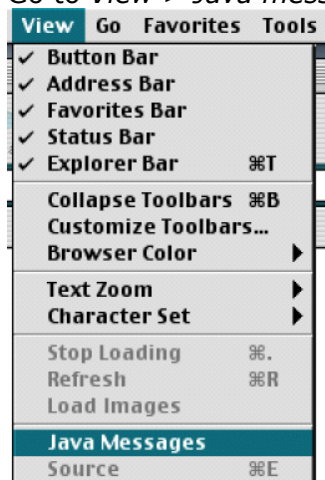 Go to View > Java mess
View Go Favorites Tools
✓ Button Bar
✓ Address Bar
✓ Favorites Bar
✓ Status Bar
✓ Explorer Bar ⌘T
Collapse Toolbars ⌘B
Customize Toolbars...
Browser Color ▶
Text Zoom ▶
Character Set ▶
Stop Loading ⌘.
Refresh ⌘R
Load Images
Java Messages
Source ⌘E